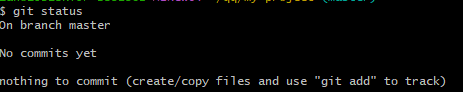 $ git status
On branch master
No commits yet
nothing to commit (create/copy files and use "git add" to track)